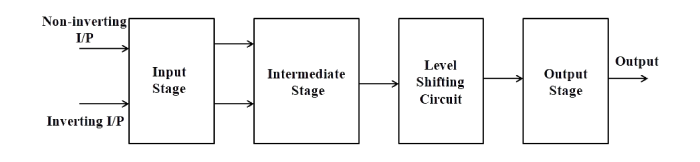 Non-inverting
I/P
Inverting I/P
Input
Stage
Intermediate
Stage
Level
Shifting
Circuit
Output
Stage
Output